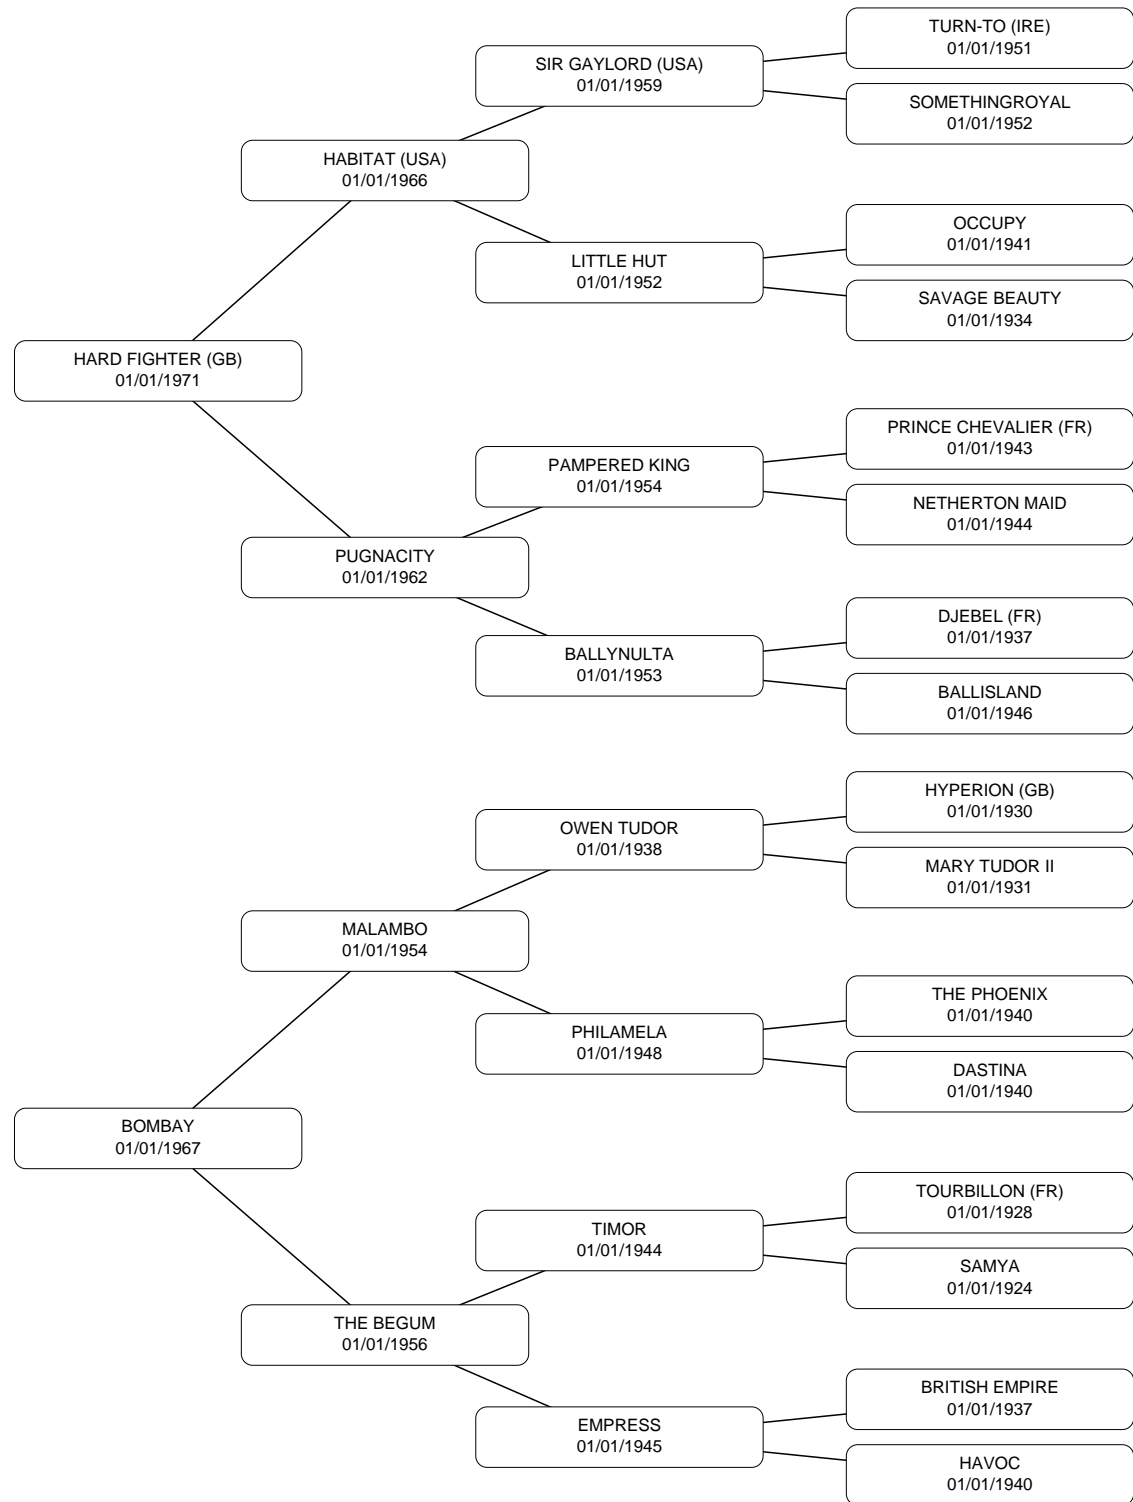 TURN-TO (IRE)
01/01/1951
SIR GAYLORD (USA)
01/01/1959
SOMETHINGROYAL
01/01/1952
HABITAT (USA)
01/01/1966
OCCUPY
01/01/1941
LITTLE HUT
01/01/1952
SAVAGE BEAUTY
01/01/1934
HARD FIGHTER (GB)
01/01/1971
PRINCE CHEVALIER (FR)
01/01/1943
PAMPERED KING
01/01/1954
NETHERTON MAID
01/01/1944
PUGNACITY
01/01/1962
DJEBEL (FR)
01/01/1937
BALLYNULTA
01/01/1953
BALLISLAND
01/01/1946
HYPERION (GB)
01/01/1930
OWEN TUDOR
01/01/1938
MARY TUDOR II
01/01/1931
MALAMBO
01/01/1954
THE PHOENIX
01/01/1940
PHILAMELA
01/01/1948
DASTINA
01/01/1940
BOMBAY
01/01/1967
TOURBILLON (FR)
01/01/1928
TIMOR
01/01/1944
SAMYA
01/01/1924
THE BEGUM
01/01/1956
BRITISH EMPIRE
01/01/1937
EMPRESS
01/01/1945
HAVOC
01/01/1940